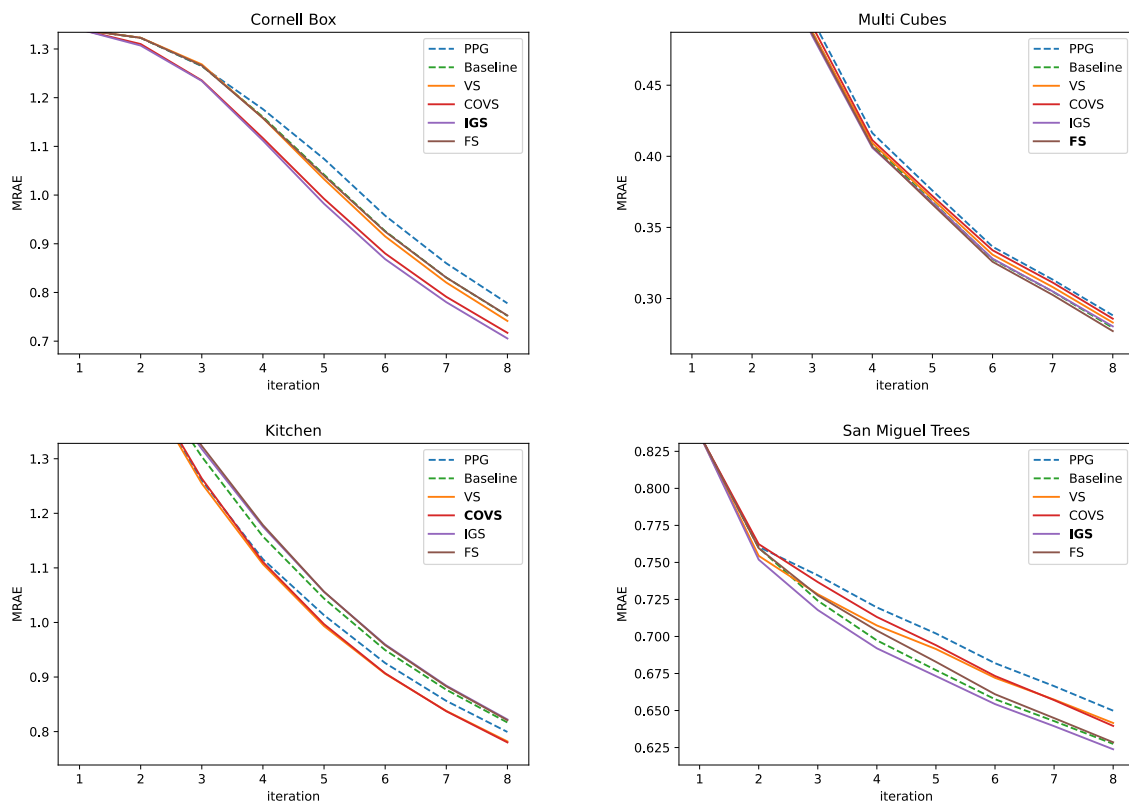 Cornell Box
1.3
1.2
1.1
1.0
0.9
0.8
0.7
MRAE
1 2 3 4 5 6 7 8
iteration
PPG
Baseline
VS
COVS
IGS
FS
Multi Cubes
0.45
0.40
0.35
0.30
MRAE
1 2 3 4 5 6 7 8
iteration
PPG
Baseline
VS
COVS
IGS
FS
Kitchen
1.3
1.2
1.1
1.0
0.9
0.8
MRAE
1 2 3 4 5 6 7 8
iteration
PPG
Baseline
VS
COVS
IGS
FS
San Miguel Trees
0.825
0.800
0.775
0.750
0.725
0.700
0.675
0.650
0.625
MRAE
1 2 3 4 5 6 7 8
iteration
PPG
Baseline
VS
COVS
IGS
FS